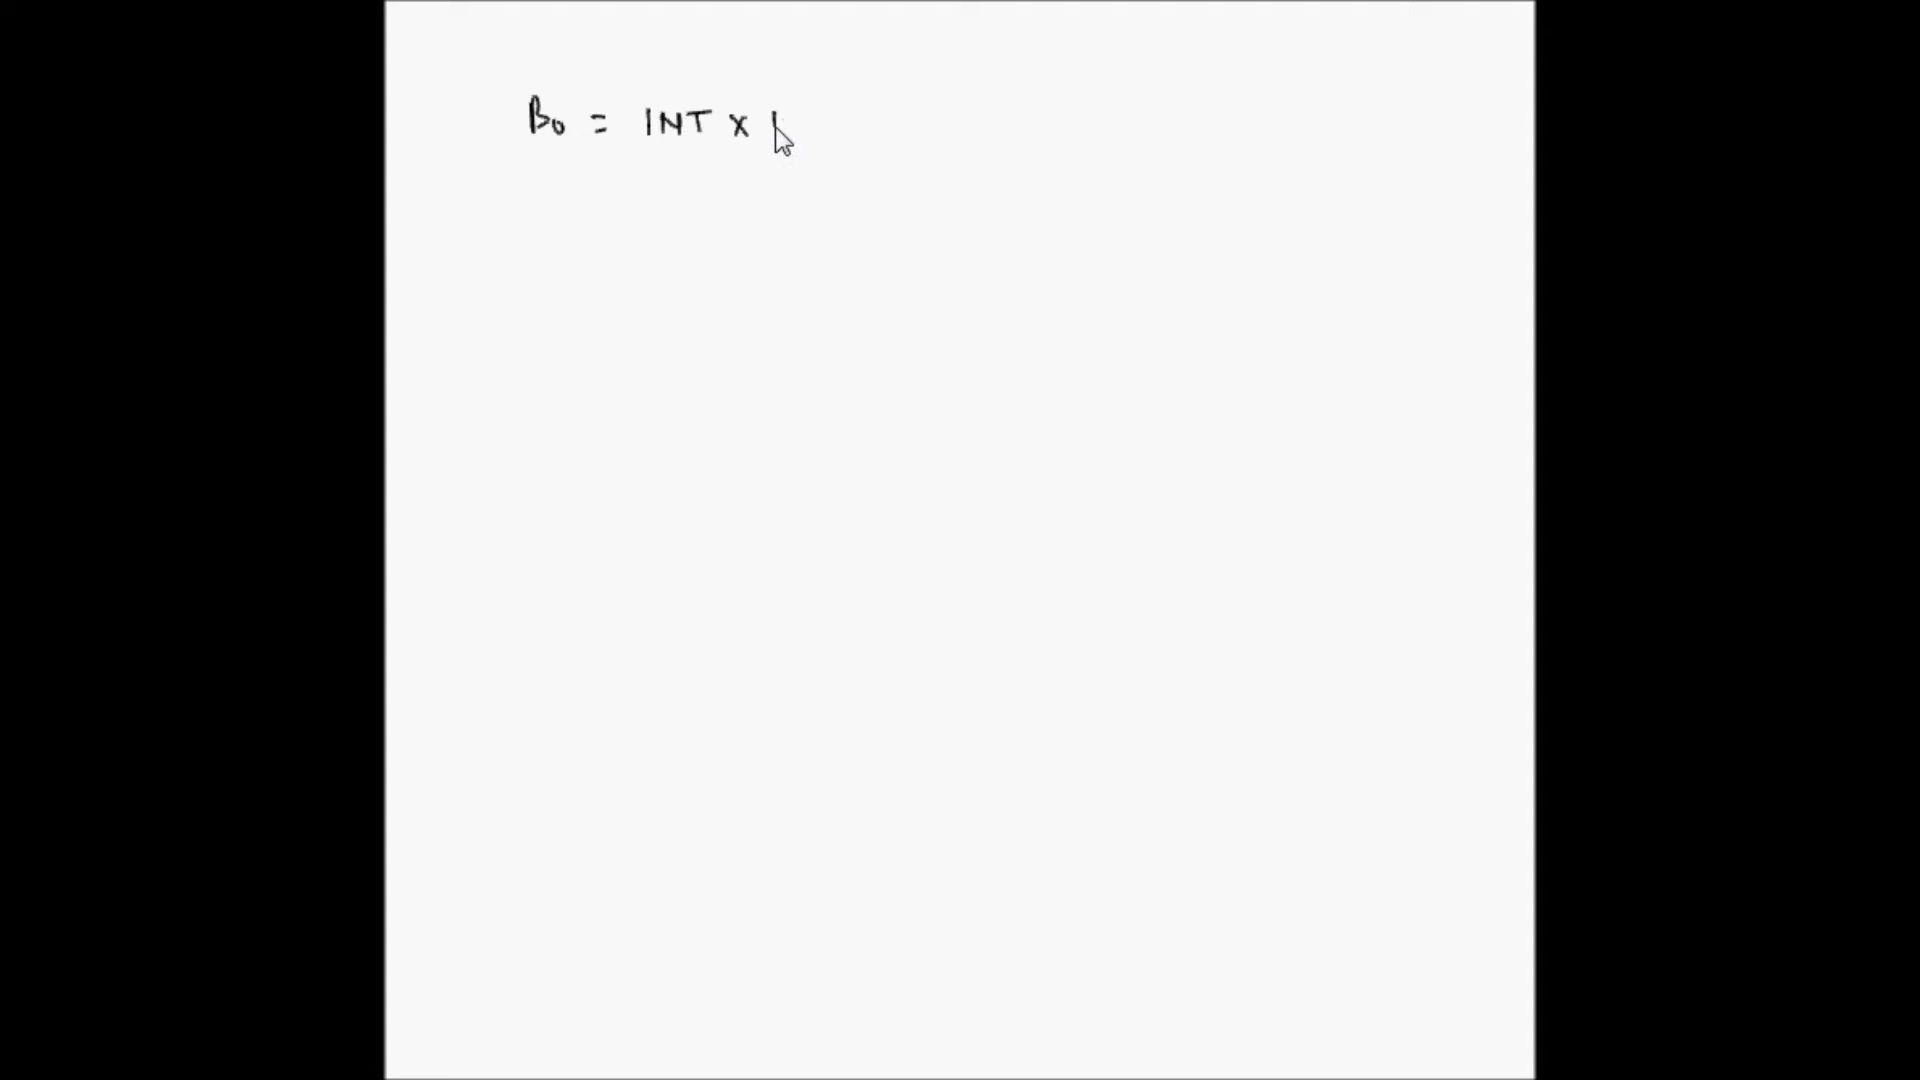 B₀ = INT x